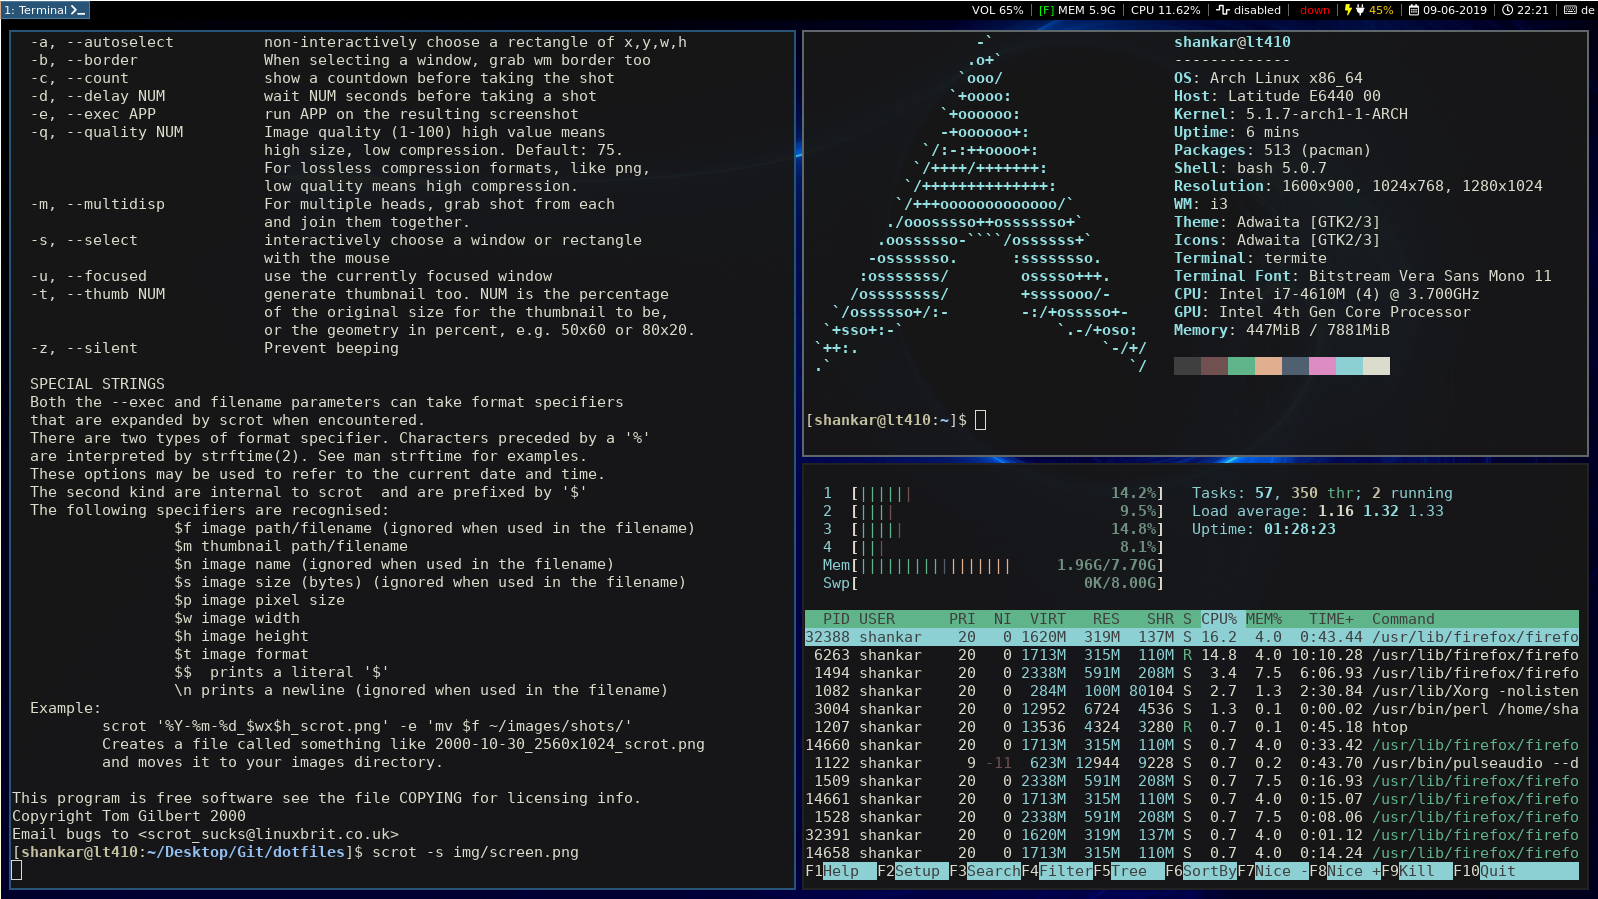 1: Terminal
VOL 65% | [F] MEM 5.9G | CPU 11.62% | disabled | down | 45% | 09-06-2019 | 22:21 | de
-a, --autoselect non-interactively choose a rectangle of x,y,w,h
-b, --border When selecting a window, grab wm border too
-c, --count show a countdown before taking the shot
-d, --delay NUM wait NUM seconds before taking a shot
-e, --exec APP run APP on the resulting screenshot
-q, --quality NUM Image quality (1-100) high value means
high size, low compression. Default: 75.
For lossless compression formats, like png,
low quality means high compression.
-m, --multidisp For multiple heads, grab shot from each
and join them together.
-s, --select interactively choose a window or rectangle
with the mouse
-u, --focused use the currently focused window
-t, --thumb NUM generate thumbnail too. NUM is the percentage
of the original size for the thumbnail to be,
or the geometry in percent, e.g. 50x60 or 80x20.
-z, --silent Prevent beeping
SPECIAL STRINGS
Both the --exec and filename parameters can take format specifiers
that are expanded by scrot when encountered.
There are two types of format specifier. Characters preceded by a '%'
are interpreted by strftime(2). See man strftime for examples.
These options may be used to refer to the current date and time.
The second kind are internal to scrot  and are prefixed by '$'
The following specifiers are recognised:
$f image path/filename (ignored when used in the filename)
$m thumbnail path/filename
$n image name (ignored when used in the filename)
$s image size (bytes) (ignored when used in the filename)
$p image pixel size
$w image width
$h image height
$t image format
$$  prints a literal '$'
\n prints a newline (ignored when used in the filename)
Example:
scrot '%Y-%m-%d_$wx$h_scrot.png' -e 'mv $f ~/images/shots/'
Creates a file called something like 2000-10-30_2560x1024_scrot.png
and moves it to your images directory.
This program is free software see the file COPYING for licensing info.
Copyright Tom Gilbert 2000
Email bugs to <scrot_sucks@linuxbrit.co.uk>
[shankar@lt410:~/Desktop/Git/dotfiles]$ scrot -s img/screen.png
-`
.o+`
`ooo/
`+oooo:
`+oooooo:
-+oooooo+:
`/:-:++oooo+:
`/++++/+++++++:
`/++++++++++++++:
`/+++ooooooooooooo/`
./ooosssso++osssssso+`
.oossssso-````/ossssss+`
-osssssso. :ssssssso.
:osssssss/ osssso+++.
/ossssssss/ +ssssooo/-
`/ossssso+/:- -:/+osssso+-
`+sso+:-` `.-/+oso:
`++:. `-/+/
.` `/
shankar@lt410
-------------
OS: Arch Linux x86_64
Host: Latitude E6440 00
Kernel: 5.1.7-arch1-1-ARCH
Uptime: 6 mins
Packages: 513 (pacman)
Shell: bash 5.0.7
Resolution: 1600x900, 1024x768, 1280x1024
WM: i3
Theme: Adwaita [GTK2/3]
Icons: Adwaita [GTK2/3]
Terminal: termite
Terminal Font: Bitstream Vera Sans Mono 11
CPU: Intel i7-4610M (4) @ 3.700GHz
GPU: Intel 4th Gen Core Processor
Memory: 447MiB / 7881MiB
[shankar@lt410:~]$
1 [|||||| 14.2%] Tasks: 57, 350 thr; 2 running
2 [|||| 9.5%] Load average: 1.16 1.32 1.33
3 [||||| 14.8%] Uptime: 01:28:23
4 [||| 8.1%]
Mem[||||||||||||||||| 1.96G/7.70G]
Swp[ 0K/8.00G]
PID USER PRI NI VIRT RES SHR S CPU% MEM% TIME+ Command
32388 shankar 20 0 1620M 319M 137M S 16.2 4.0 0:43.44 /usr/lib/firefox/firefo
6263 shankar 20 0 1713M 315M 110M R 14.8 4.0 10:10.28 /usr/lib/firefox/firefo
1494 shankar 20 0 2338M 591M 208M S 3.4 7.5 6:06.93 /usr/lib/firefox/firefo
1082 shankar 20 0 284M 100M 80104 S 2.7 1.3 2:30.84 /usr/lib/Xorg -nolisten
3004 shankar 20 0 12952 6724 4536 S 1.3 0.1 0:00.02 /usr/bin/perl /home/sha
1207 shankar 20 0 13536 4324 3280 R 0.7 0.1 0:45.18 htop
14660 shankar 20 0 1713M 315M 110M S 0.7 4.0 0:33.42 /usr/lib/firefox/firefo
1122 shankar 9 -11 623M 12944 9228 S 0.7 0.2 0:43.70 /usr/bin/pulseaudio --d
1509 shankar 20 0 2338M 591M 208M S 0.7 7.5 0:16.93 /usr/lib/firefox/firefo
14661 shankar 20 0 1713M 315M 110M S 0.7 4.0 0:15.07 /usr/lib/firefox/firefo
1528 shankar 20 0 2338M 591M 208M S 0.7 7.5 0:08.06 /usr/lib/firefox/firefo
32391 shankar 20 0 1620M 319M 137M S 0.7 4.0 0:01.12 /usr/lib/firefox/firefo
14658 shankar 20 0 1713M 315M 110M S 0.7 4.0 0:14.24 /usr/lib/firefox/firefo
F1Help F2Setup F3SearchF4FilterF5Tree F6SortByF7Nice -F8Nice +F9Kill F10Quit